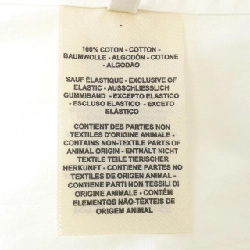 100% COTON - COTTON -
BAUMWOLLE - ALGODÓN - COTONE
- ALGODAO
SAUF ÉLASTIQUE - EXCLUSIVE OF
ELASTIC - AUSSCHLIESSLICH
GUMMIBAND - EXCEPTO ELASTICO
- ESCLUSO ELASTICO - EXCETO
ELÁSTICO
CONTIENT DES PARTIES NON
TEXTILES D'ORIGINE ANIMALE -
CONTAINS NON-TEXTILE PARTS OF
ANIMAL ORIGIN - ENTHÄLT NICHT
TEXTILE TEILE TIERISCHER
HERKUNFT - CONTIENE PARTES NO
TEXTILES DE ORIGEN ANIMAL -
CONTIENE PARTI NON TESSILI DI
ORIGINE ANIMALE - CONTÉM
ELEMENTOS NÃO-TÊXTEIS DE
ORIGEM ANIMAL